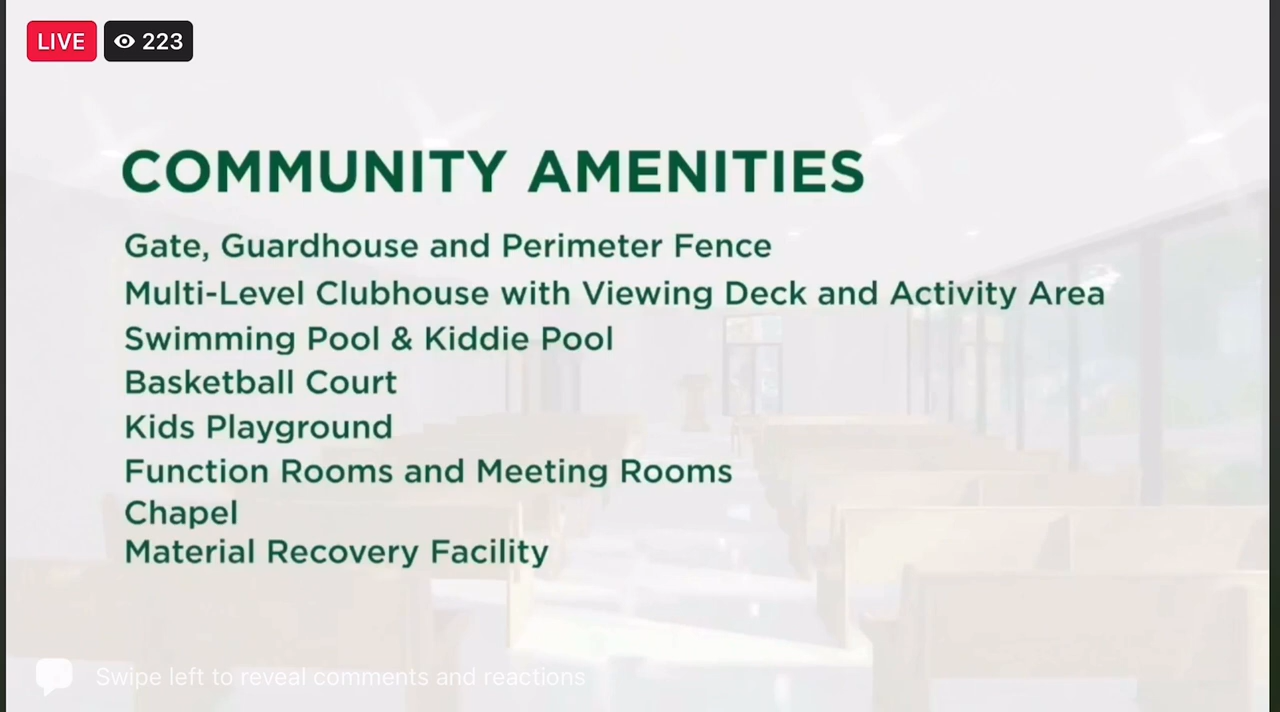 LIVE 223
COMMUNITY AMENITIES
Gate, Guardhouse and Perimeter Fence
Multi-Level Clubhouse with Viewing Deck and Activity Area
Swimming Pool & Kiddie Pool
Basketball Court
Kids Playground
Function Rooms and Meeting Rooms
Chapel
Material Recovery Facility
Swipe left to reveal comments and reactions